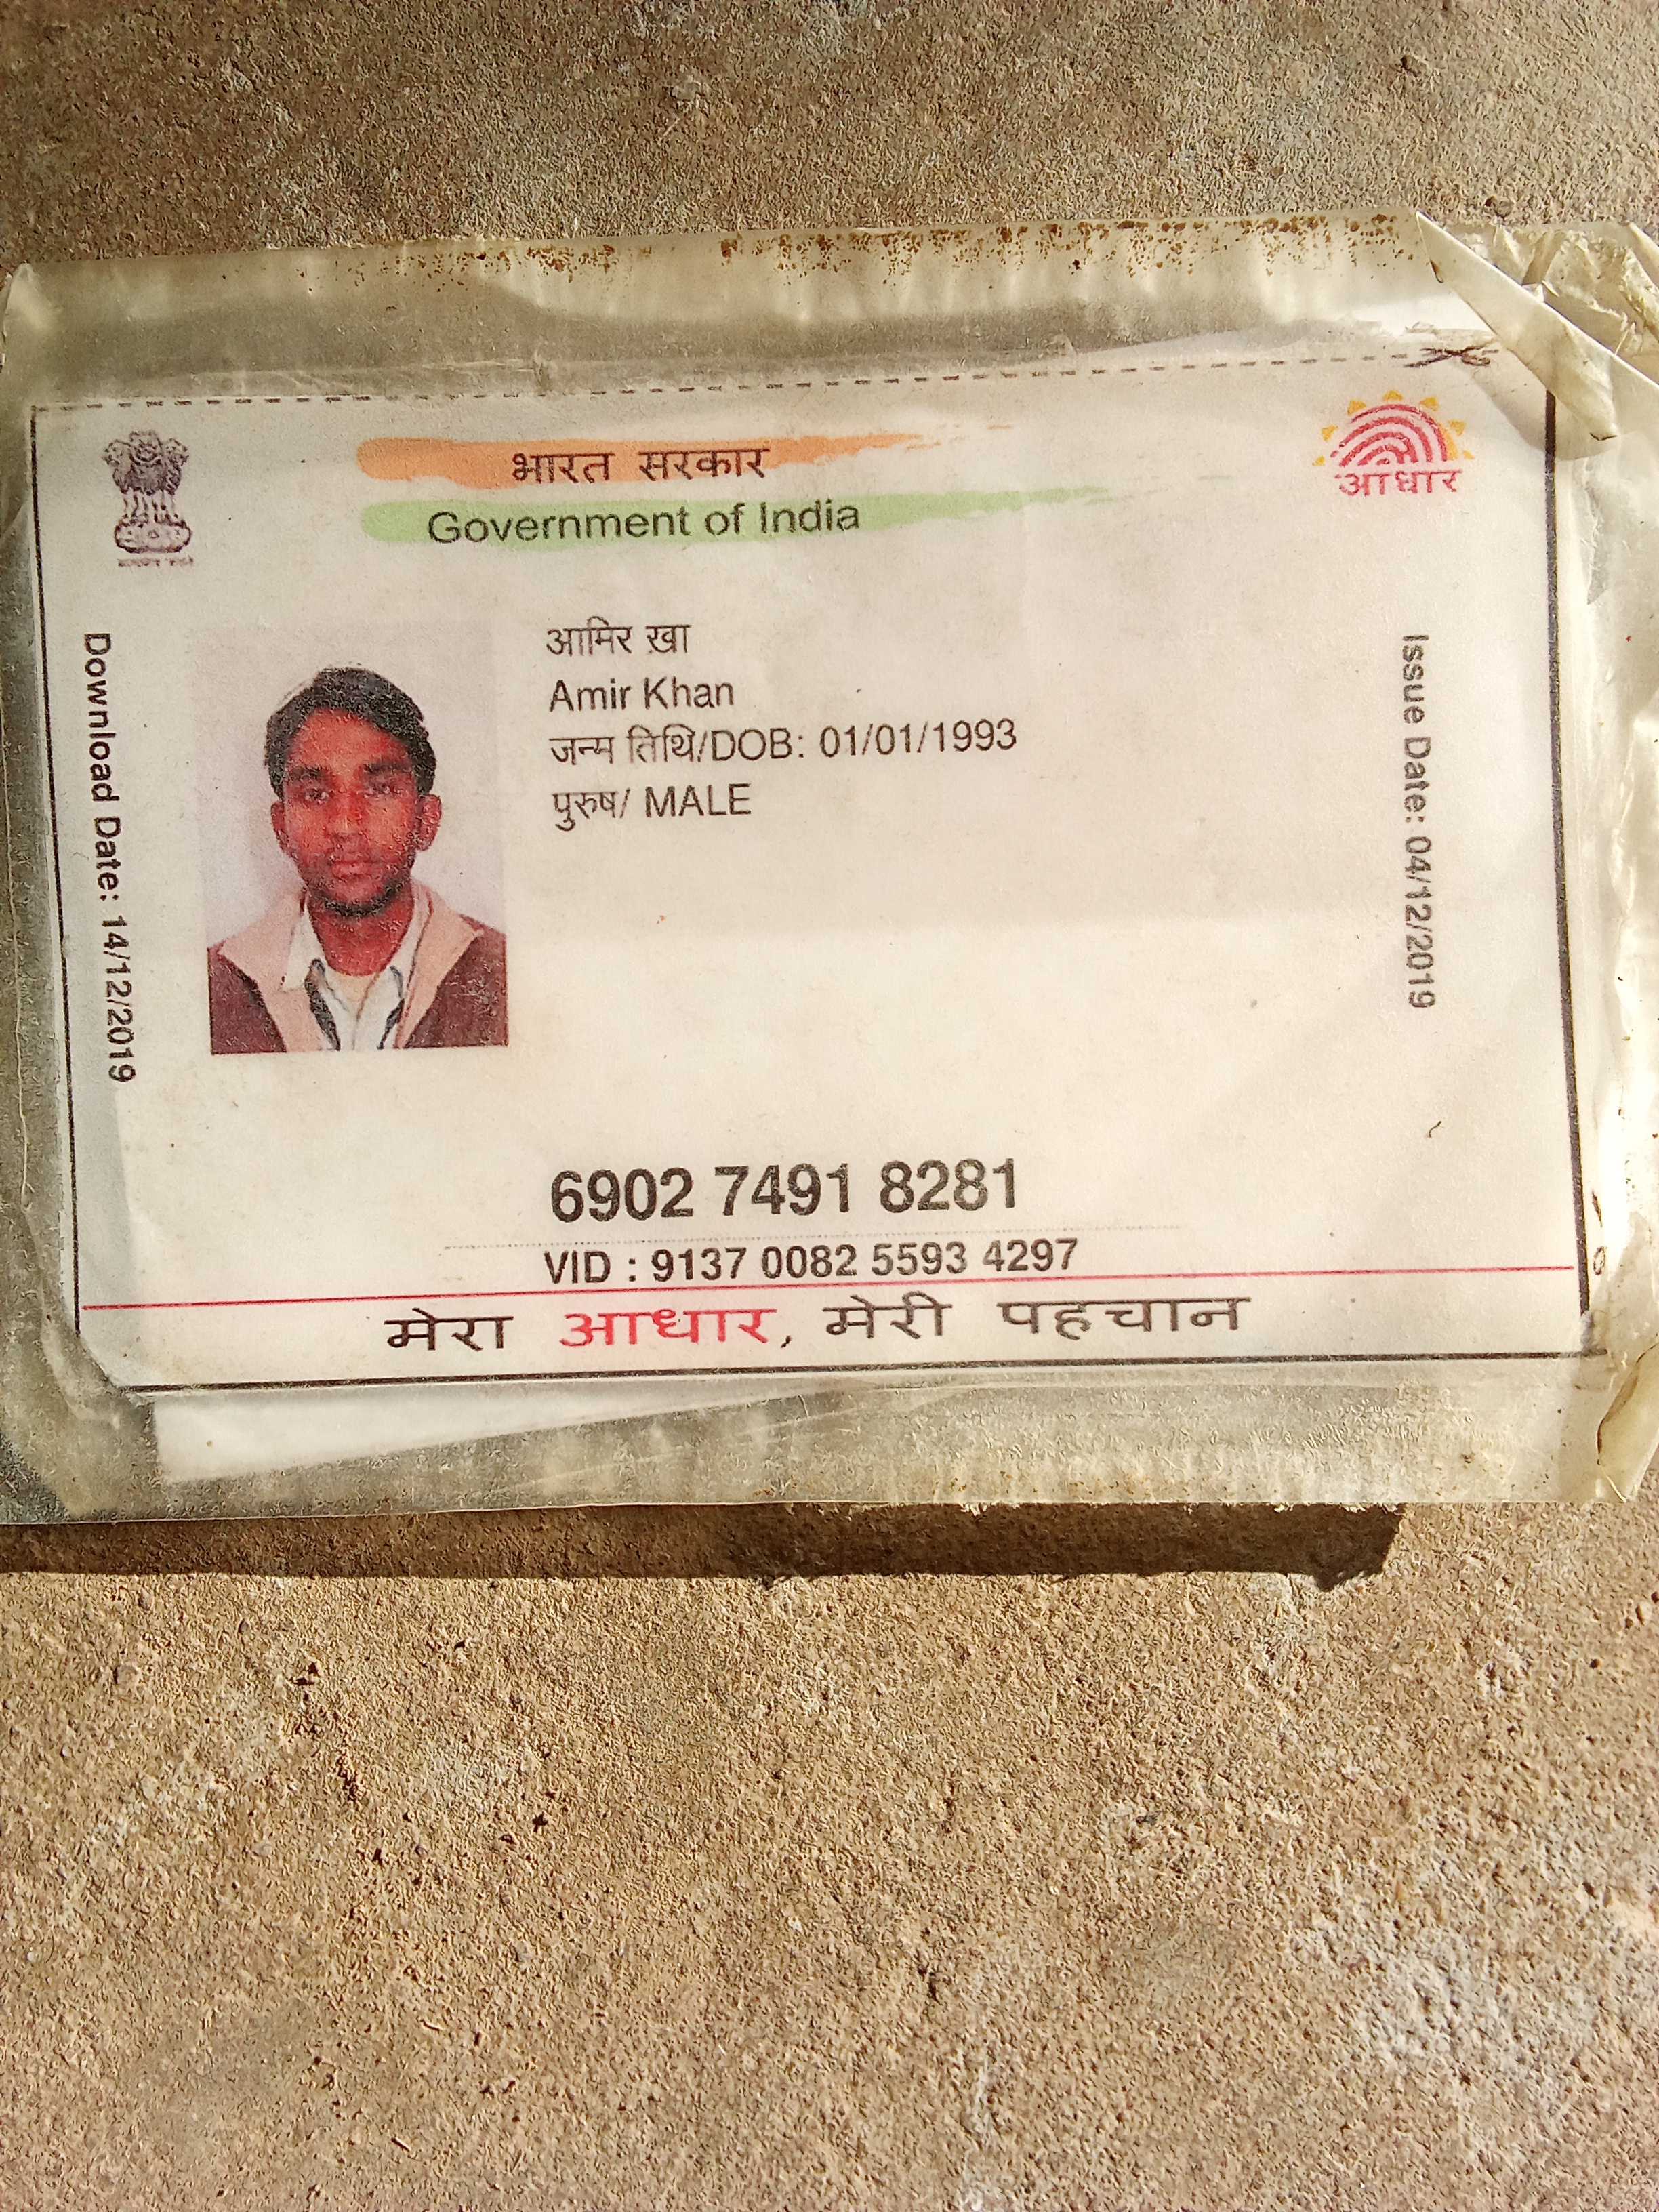 भारत सरकार
Government of India
आधार
Download Date: 14/12/2019
Issue Date: 04/12/2019
आमिर खा
Amir Khan
जन्म तिथि/DOB: 01/01/1993
पुरुष/ MALE
6902 7491 8281
VID : 9137 0082 5593 4297
मेरा आधार, मेरी पहचान